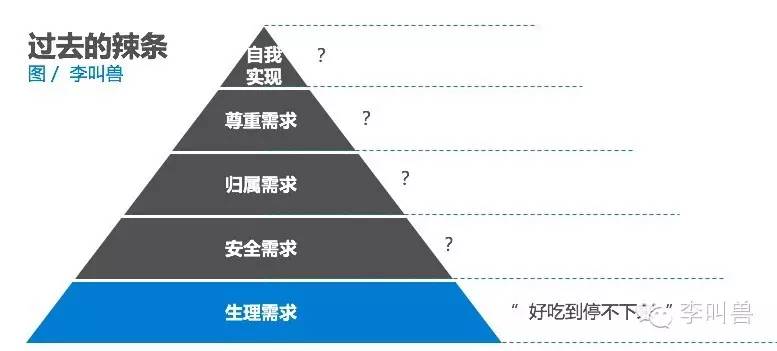 过去的辣条
图 / 李叫兽
自我
实现
?
尊重需求
?
归属需求
?
安全需求
?
生理需求
“ 好吃到停不下 ”
李叫兽